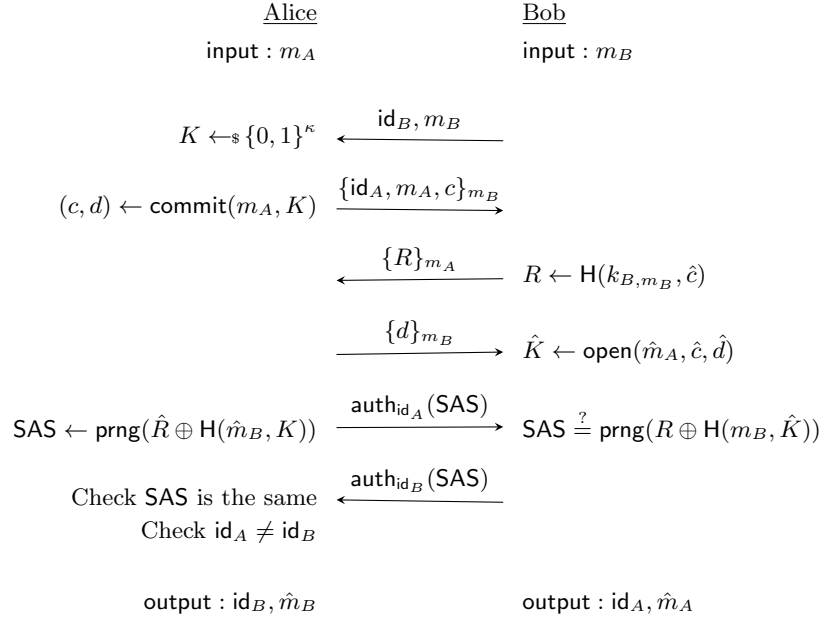 Alice Bob
input : m_A input : m_B
K ←$ {0, 1}^κ id_B, m_B
(c, d) ← commit(m_A, K) {id_A, m_A, c}_{m_B}
{R}_{m_A} R ← H(k_{B,m_B}, ĉ)
{d}_{m_B} K̂ ← open(m̂_A, ĉ, d̂)
SAS ← prng(R̂ ⊕ H(m̂_B, K)) auth_{id_A}(SAS) SAS ≟ prng(R ⊕ H(m_B, K̂))
Check SAS is the same auth_{id_B}(SAS)
Check id_A ≠ id_B
output : id_B, m̂_B output : id_A, m̂_A